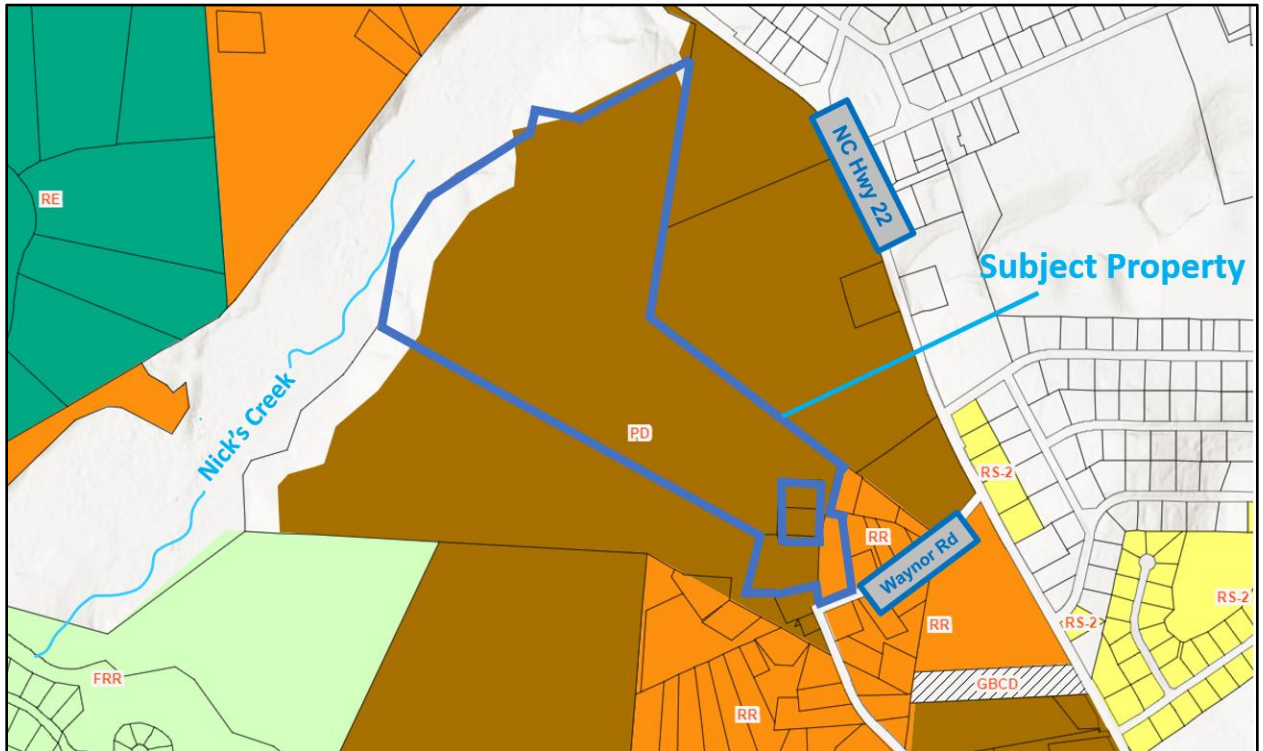 NC Hwy 22
RE
Subject Property
Nick's Creek
PD
RS-2
RR
Waynor Rd
RS-2
RR
RS-2
FRR
GBCD
RR